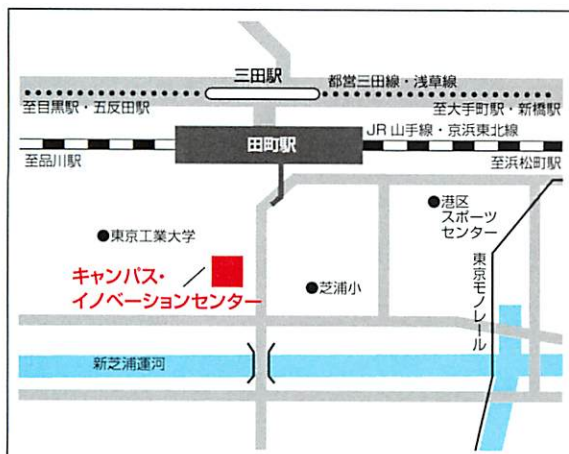 三田駅
都営三田線・浅草線
至目黒駅・五反田駅
至大手町駅・新橋駅
田町駅
JR山手線・京浜東北線
至品川駅
至浜松町駅
●港区
スポーツ
センター
●東京工業大学
キャンパス・
イノベーションセンター
●芝浦小
東京モノレール
新芝浦運河